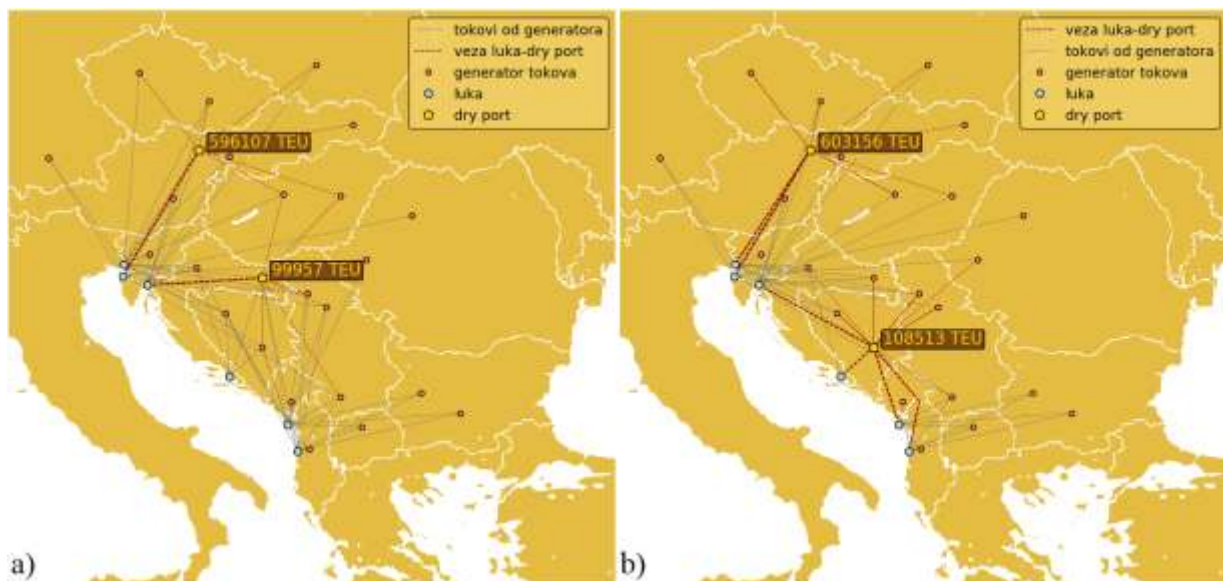 tokovi od generatora
veza luka-dry port
generator tokova
luka
dry port
596107 TEU
99957 TEU
a)
veza luka-dry port
tokovi od generatora
generator tokova
luka
dry port
603156 TEU
108513 TEU
b)